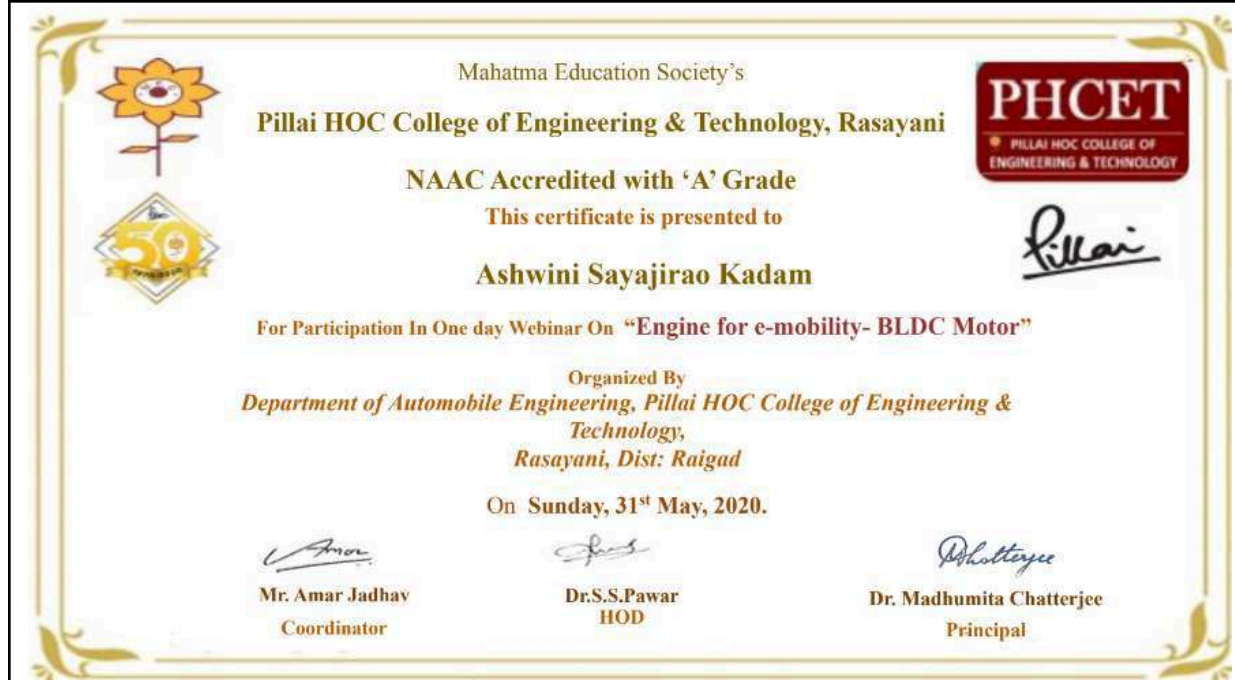 Mahatma Education Society's
PHCET
PILLAI HOC COLLEGE OF
ENGINEERING & TECHNOLOGY
Pillai HOC College of Engineering & Technology, Rasayani
NAAC Accredited with ‘A’ Grade
This certificate is presented to
50
Pillai
Ashwini Sayajirao Kadam
For Participation In One day Webinar On “Engine for e-mobility- BLDC Motor”
Organized By
Department of Automobile Engineering, Pillai HOC College of Engineering &
Technology,
Rasayani, Dist: Raigad
On Sunday, 31st May, 2020.
Amar
Mr. Amar Jadhav
Coordinator
Dr.S.S.Pawar
HOD
Dr. Madhumita Chatterjee
Principal